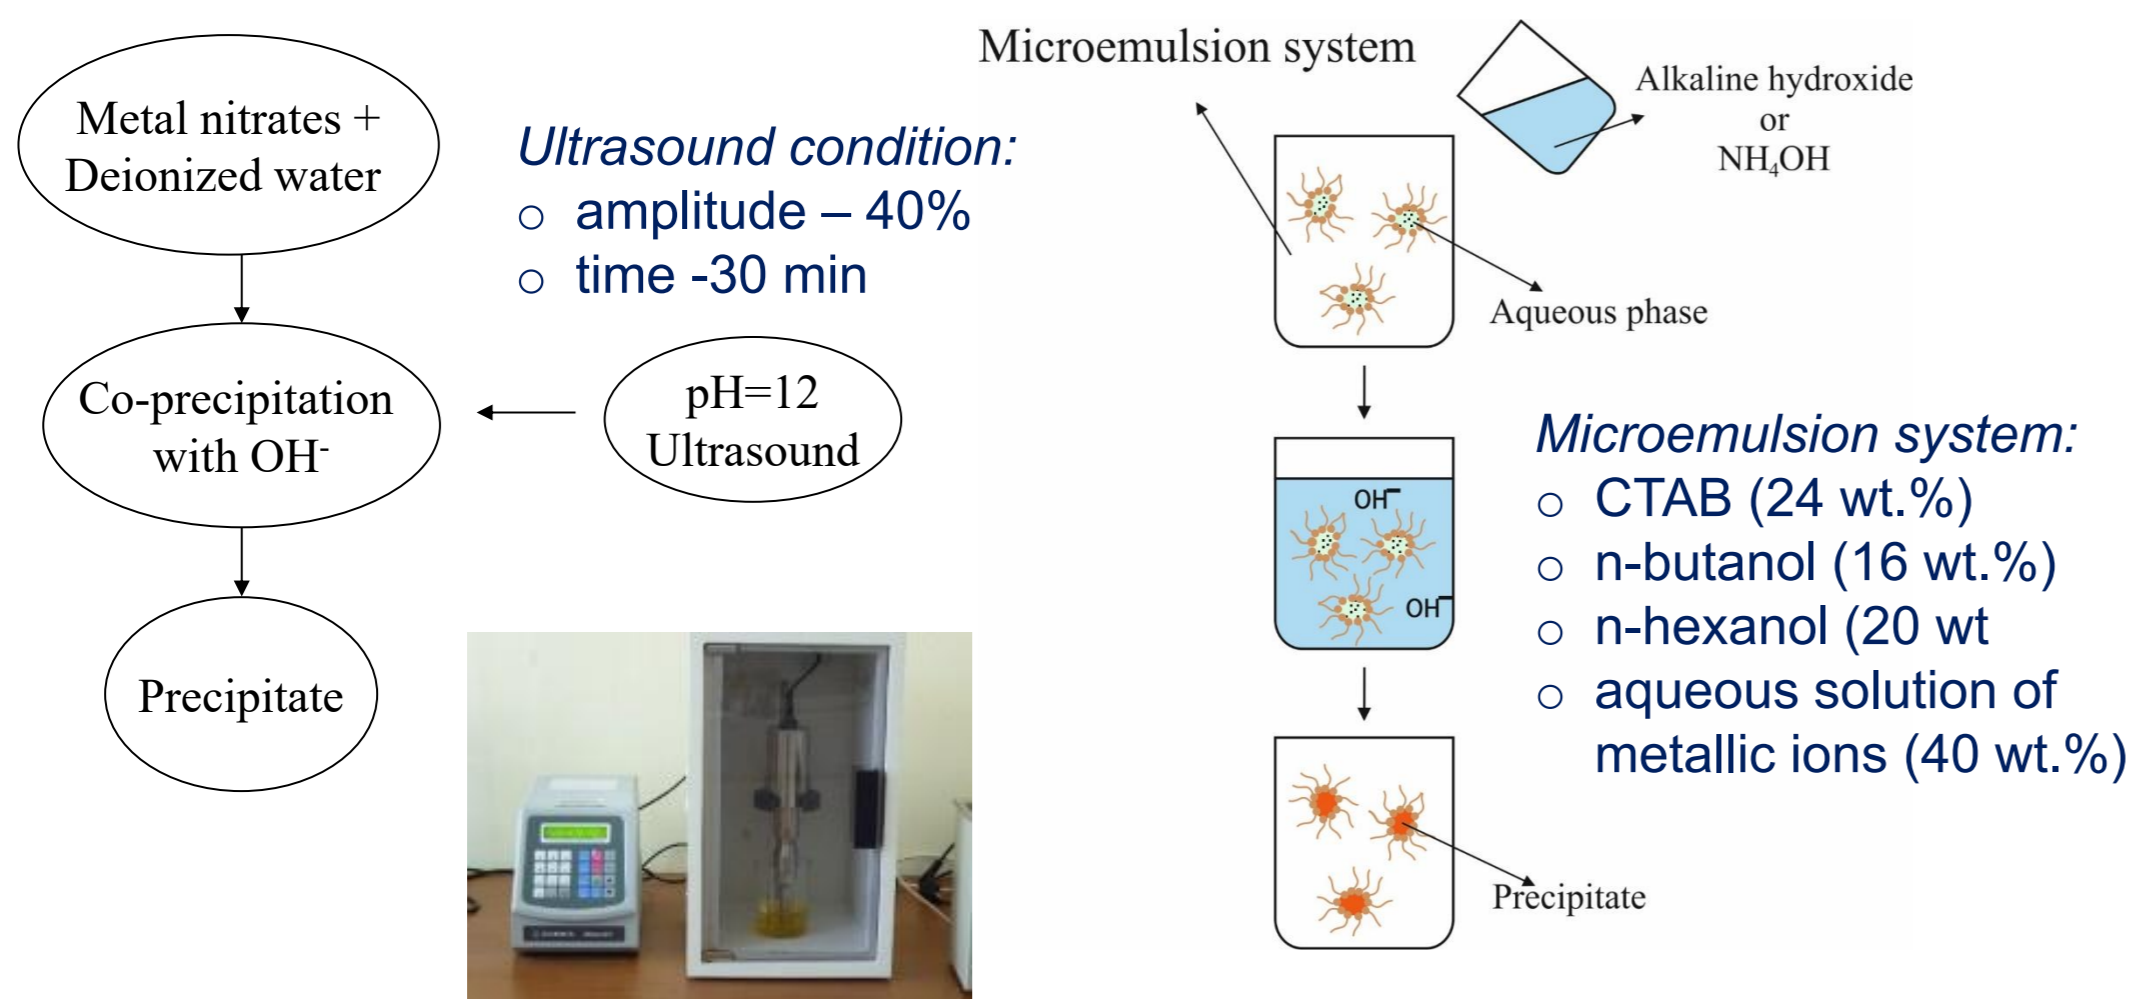 Metal nitrates +
Deionized water
Co-precipitation
with OH-
Precipitate
pH=12
Ultrasound
Ultrasound condition:
o amplitude – 40%
o time -30 min
Microemulsion system
Alkaline hydroxide
or
NH₄OH
Aqueous phase
OH⁻
OH⁻
Precipitate
Microemulsion system:
o CTAB (24 wt.%)
o n-butanol (16 wt.%)
o n-hexanol (20 wt
o aqueous solution of
metallic ions (40 wt.%)